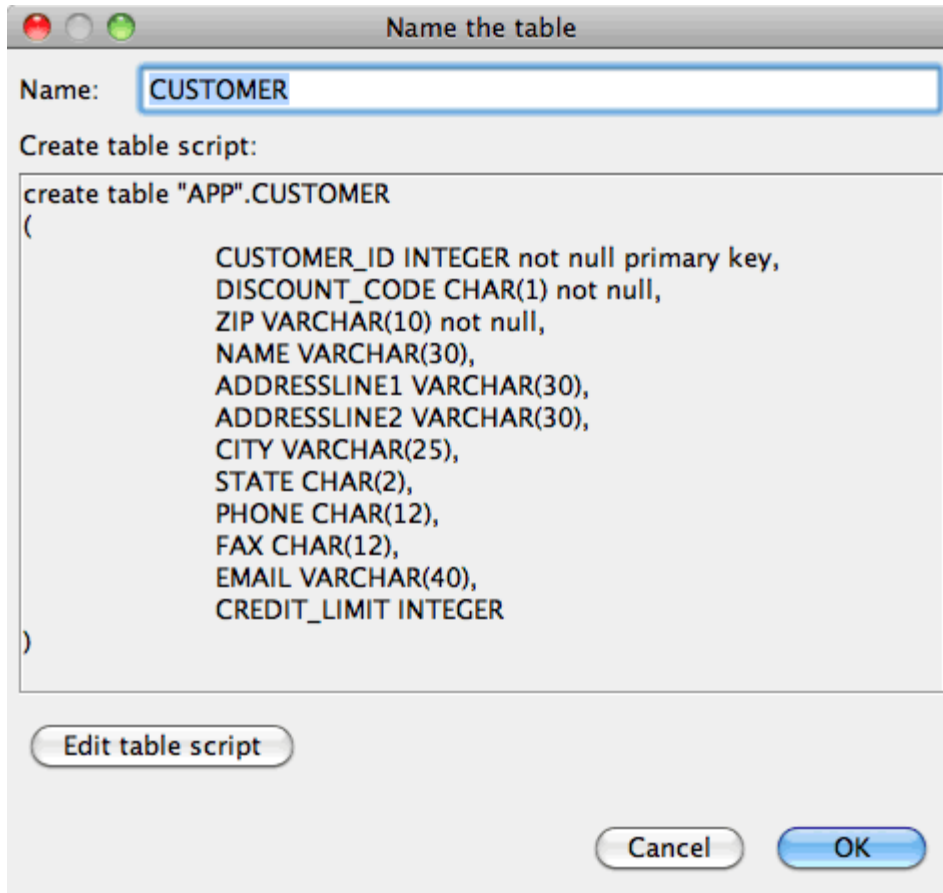 Name the table
Name: CUSTOMER
Create table script:
create table "APP".CUSTOMER
(
CUSTOMER_ID INTEGER not null primary key,
DISCOUNT_CODE CHAR(1) not null,
ZIP VARCHAR(10) not null,
NAME VARCHAR(30),
ADDRESSLINE1 VARCHAR(30),
ADDRESSLINE2 VARCHAR(30),
CITY VARCHAR(25),
STATE CHAR(2),
PHONE CHAR(12),
FAX CHAR(12),
EMAIL VARCHAR(40),
CREDIT_LIMIT INTEGER
)
Edit table script
Cancel OK